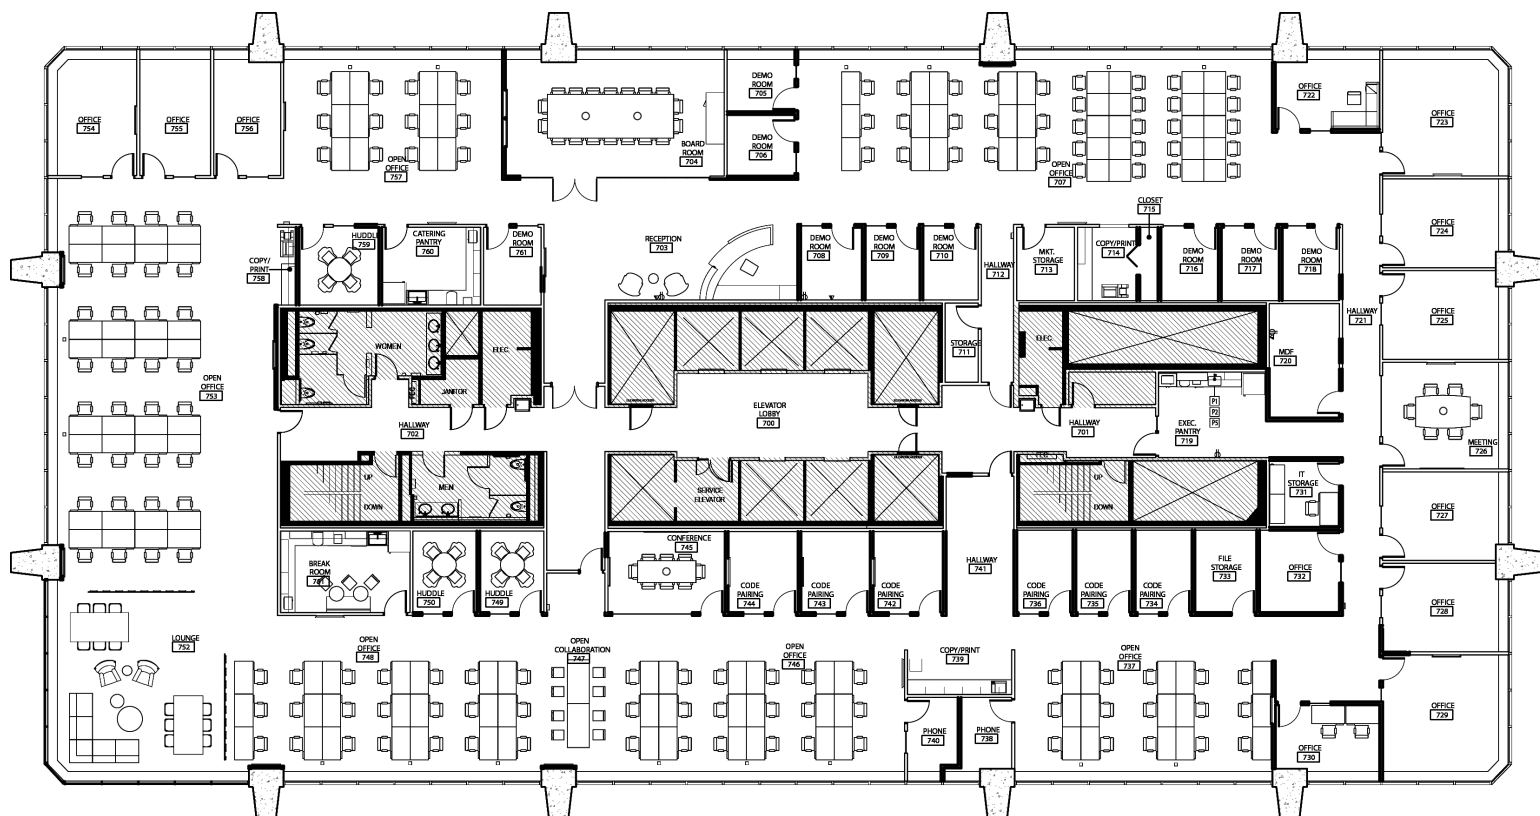 OFFICE
754
OFFICE
755
OFFICE
756
OPEN
OFFICE
757
BOARD
ROOM
704
DEMO
ROOM
705
DEMO
ROOM
706
OPEN
OFFICE
707
OFFICE
722
OFFICE
723
HUDDLE
759
CATERING
PANTRY
760
DEMO
ROOM
761
COPY/
PRINT
758
RECEPTION
703
DEMO
ROOM
708
DEMO
ROOM
709
DEMO
ROOM
710
HALLWAY
712
MKT.
STORAGE
713
COPY/PRINT
714
CLOSET
715
DEMO
ROOM
716
DEMO
ROOM
717
DEMO
ROOM
718
OFFICE
724
HALLWAY
721
OFFICE
725
WOMEN
ELEC.
JANITOR
STORAGE
711
ELEC.
MDF
720
OPEN
OFFICE
753
HALLWAY
702
ELEVATOR
LOBBY
700
HALLWAY
701
EXEC.
PANTRY
719
P1
P2
P5
MEETING
726
UP
DOWN
MEN
SERVICE
ELEVATOR
UP
DOWN
IT
STORAGE
731
OFFICE
727
BREAK
ROOM
HUDDLE
750
HUDDLE
749
CONFERENCE
745
CODE
PAIRING
744
CODE
PAIRING
743
CODE
PAIRING
742
HALLWAY
741
CODE
PAIRING
736
CODE
PAIRING
735
CODE
PAIRING
734
FILE
STORAGE
733
OFFICE
732
OFFICE
728
LOUNGE
752
OPEN
OFFICE
748
OPEN
COLLABORATION
747
OPEN
OFFICE
746
COPY/PRINT
739
OPEN
OFFICE
737
PHONE
740
PHONE
738
OFFICE
729
OFFICE
730